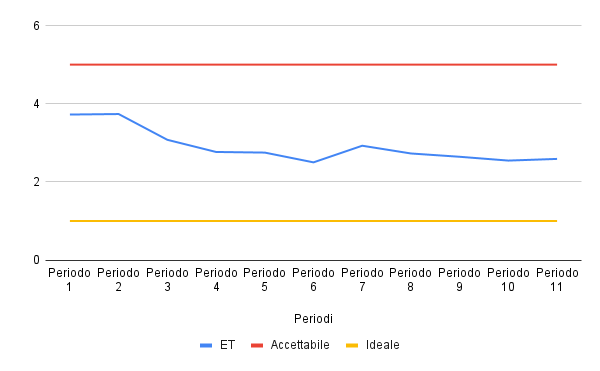 6
4
2
0
Periodo Periodo Periodo Periodo Periodo Periodo Periodo Periodo Periodo Periodo Periodo
1 2 3 4 5 6 7 8 9 10 11
Periodi
ET Accettabile Ideale